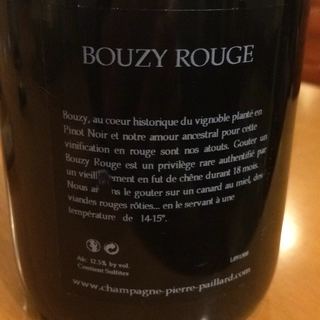 BOUZY ROUGE
Bouzy, au coeur historique du vignoble planté en
Pinot Noir et notre amour ancestral pour cette
vinification en rouge sont nos atouts. Gouter un
Bouzy Rouge est un privilège rare authentifié par
un vieillissement en fut de chêne durant 18 mois.
Nous aimons le gouter sur un canard au miel, des
viandes rouges rôties... en le servant à une
température de 14-15°.
Alc 12.5% by vol.
Contient Sulfites
www.champagne-pierre-paillard.com